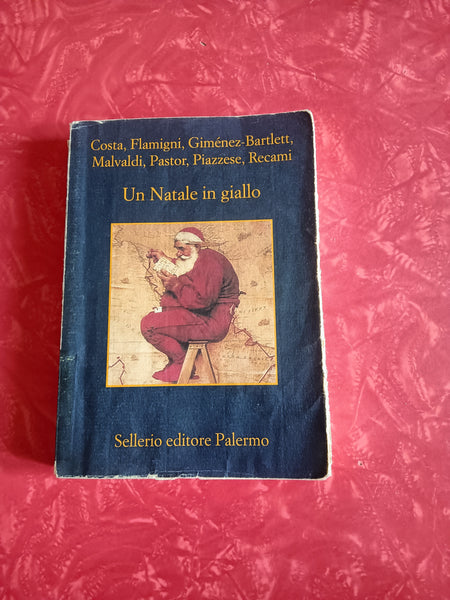 Costa, Flamigni, Giménez-Bartlett,
Malvaldi, Pastor, Piazzese, Recami
Un Natale in giallo
Sellerio editore Palermo